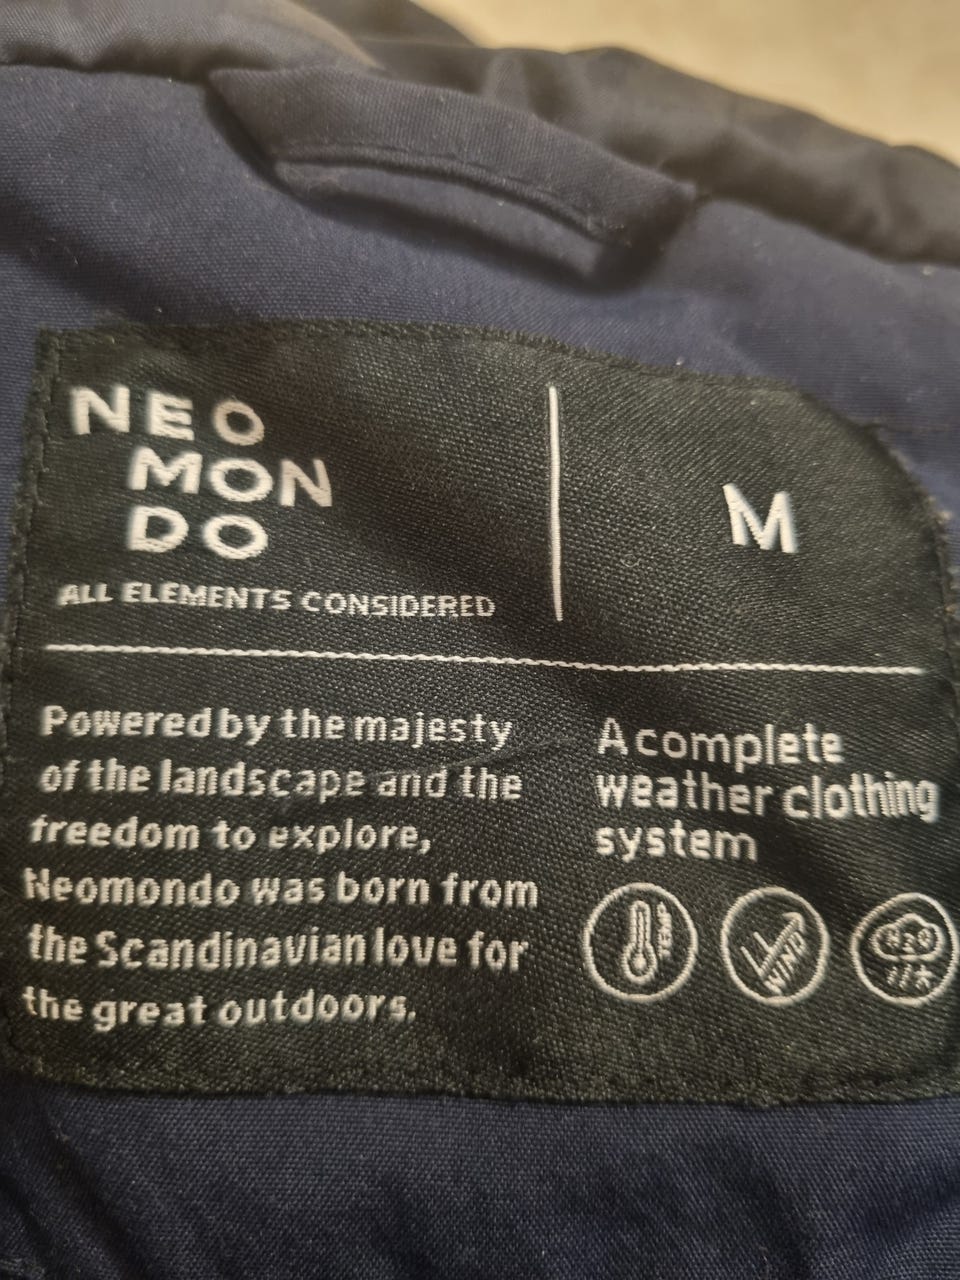 NEO
MON
DO
ALL ELEMENTS CONSIDERED
M
Powered by the majesty
of the landscape and the
freedom to explore,
Neomondo was born from
the Scandinavian love for
the great outdoors.
A complete
weather clothing
system
TEMP
WIND
H2O